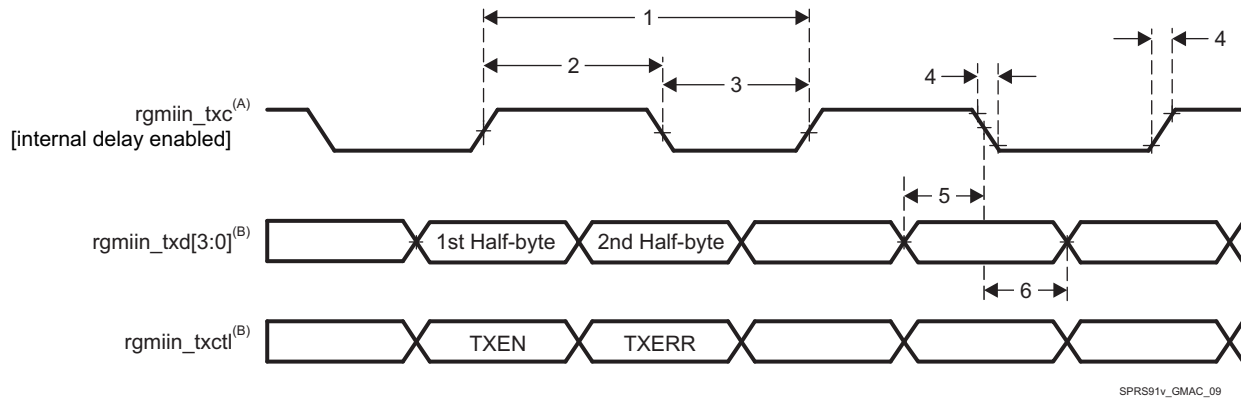 1
2
3
4
4
rgmiin_txc(A)
[internal delay enabled]
5
rgmiin_txd[3:0](B)
1st Half-byte
2nd Half-byte
6
rgmiin_txctl(B)
TXEN
TXERR
SPRS91v_GMAC_09